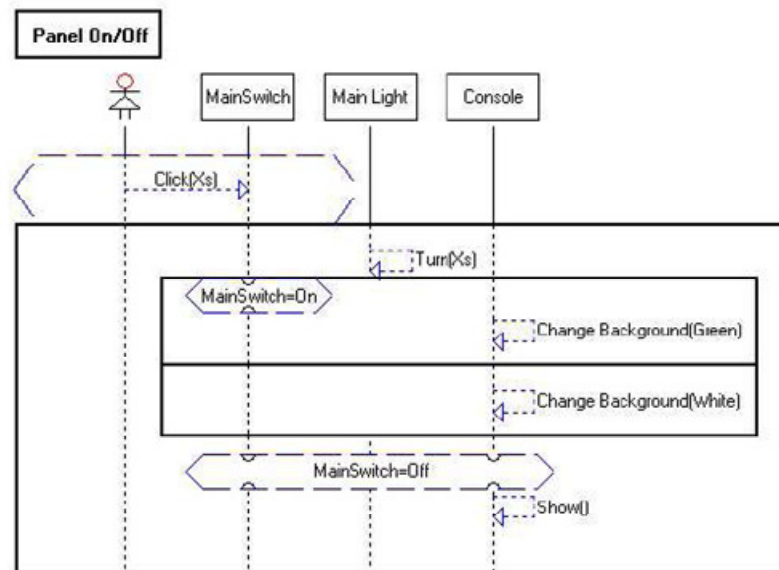 Panel On/Off
MainSwitch
Main Light
Console
Click(Xs)
Turn(Xs)
MainSwitch=On
Change Background(Green)
Change Background(White)
MainSwitch=Off
Show()